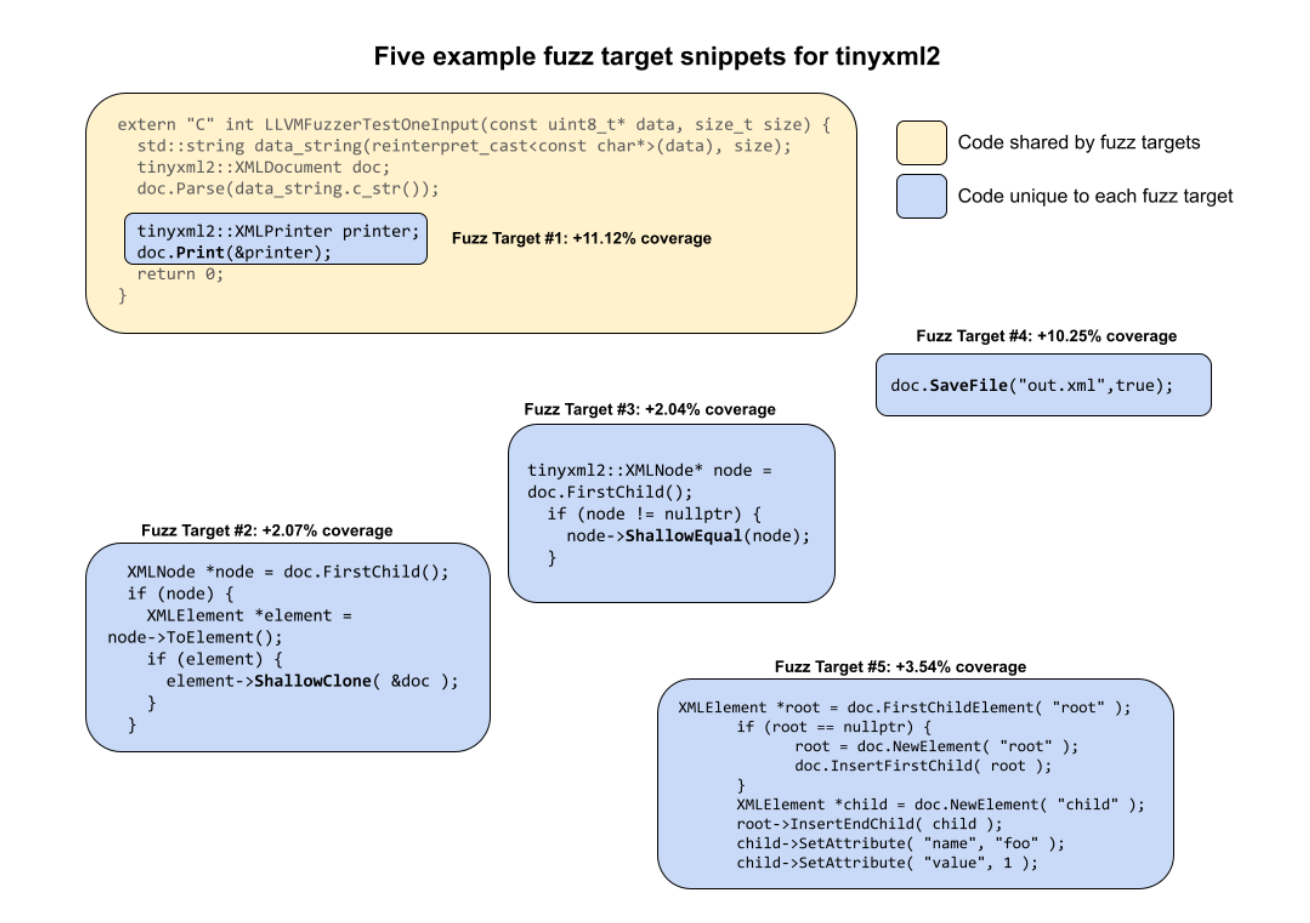 Five example fuzz target snippets for tinyxml2
extern "C" int LLVMFuzzerTestOneInput(const uint8_t* data, size_t size) {
std::string data_string(reinterpret_cast<const char*>(data), size);
tinyxml2::XMLDocument doc;
doc.Parse(data_string.c_str());
tinyxml2::XMLPrinter printer;
doc.Print(&printer);
Fuzz Target #1: +11.12% coverage
return 0;
}
Code shared by fuzz targets
Code unique to each fuzz target
Fuzz Target #4: +10.25% coverage
doc.SaveFile("out.xml",true);
Fuzz Target #3: +2.04% coverage
tinyxml2::XMLNode* node =
doc.FirstChild();
if (node != nullptr) {
node->ShallowEqual(node);
}
Fuzz Target #2: +2.07% coverage
XMLNode *node = doc.FirstChild();
if (node) {
XMLElement *element =
node->ToElement();
if (element) {
element->ShallowClone( &doc );
}
}
Fuzz Target #5: +3.54% coverage
XMLElement *root = doc.FirstChildElement( "root" );
if (root == nullptr) {
root = doc.NewElement( "root" );
doc.InsertFirstChild( root );
}
XMLElement *child = doc.NewElement( "child" );
root->InsertEndChild( child );
child->SetAttribute( "name", "foo" );
child->SetAttribute( "value", 1 );